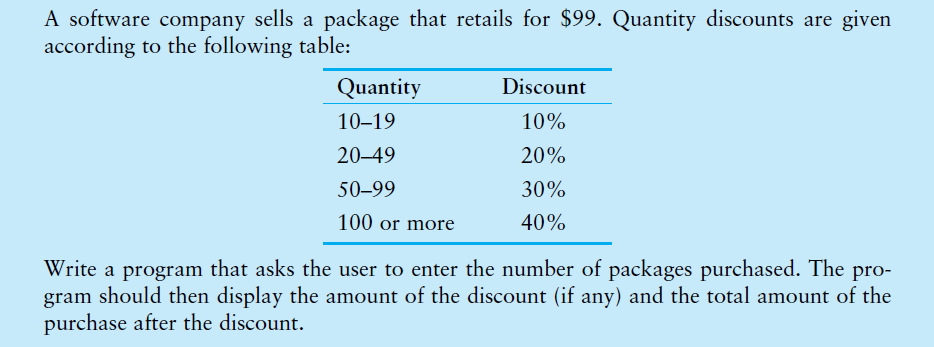 A software company sells a package that retails for $99. Quantity discounts are given
according to the following table:
Quantity Discount
10–19 10%
20–49 20%
50–99 30%
100 or more 40%
Write a program that asks the user to enter the number of packages purchased. The pro-
gram should then display the amount of the discount (if any) and the total amount of the
purchase after the discount.